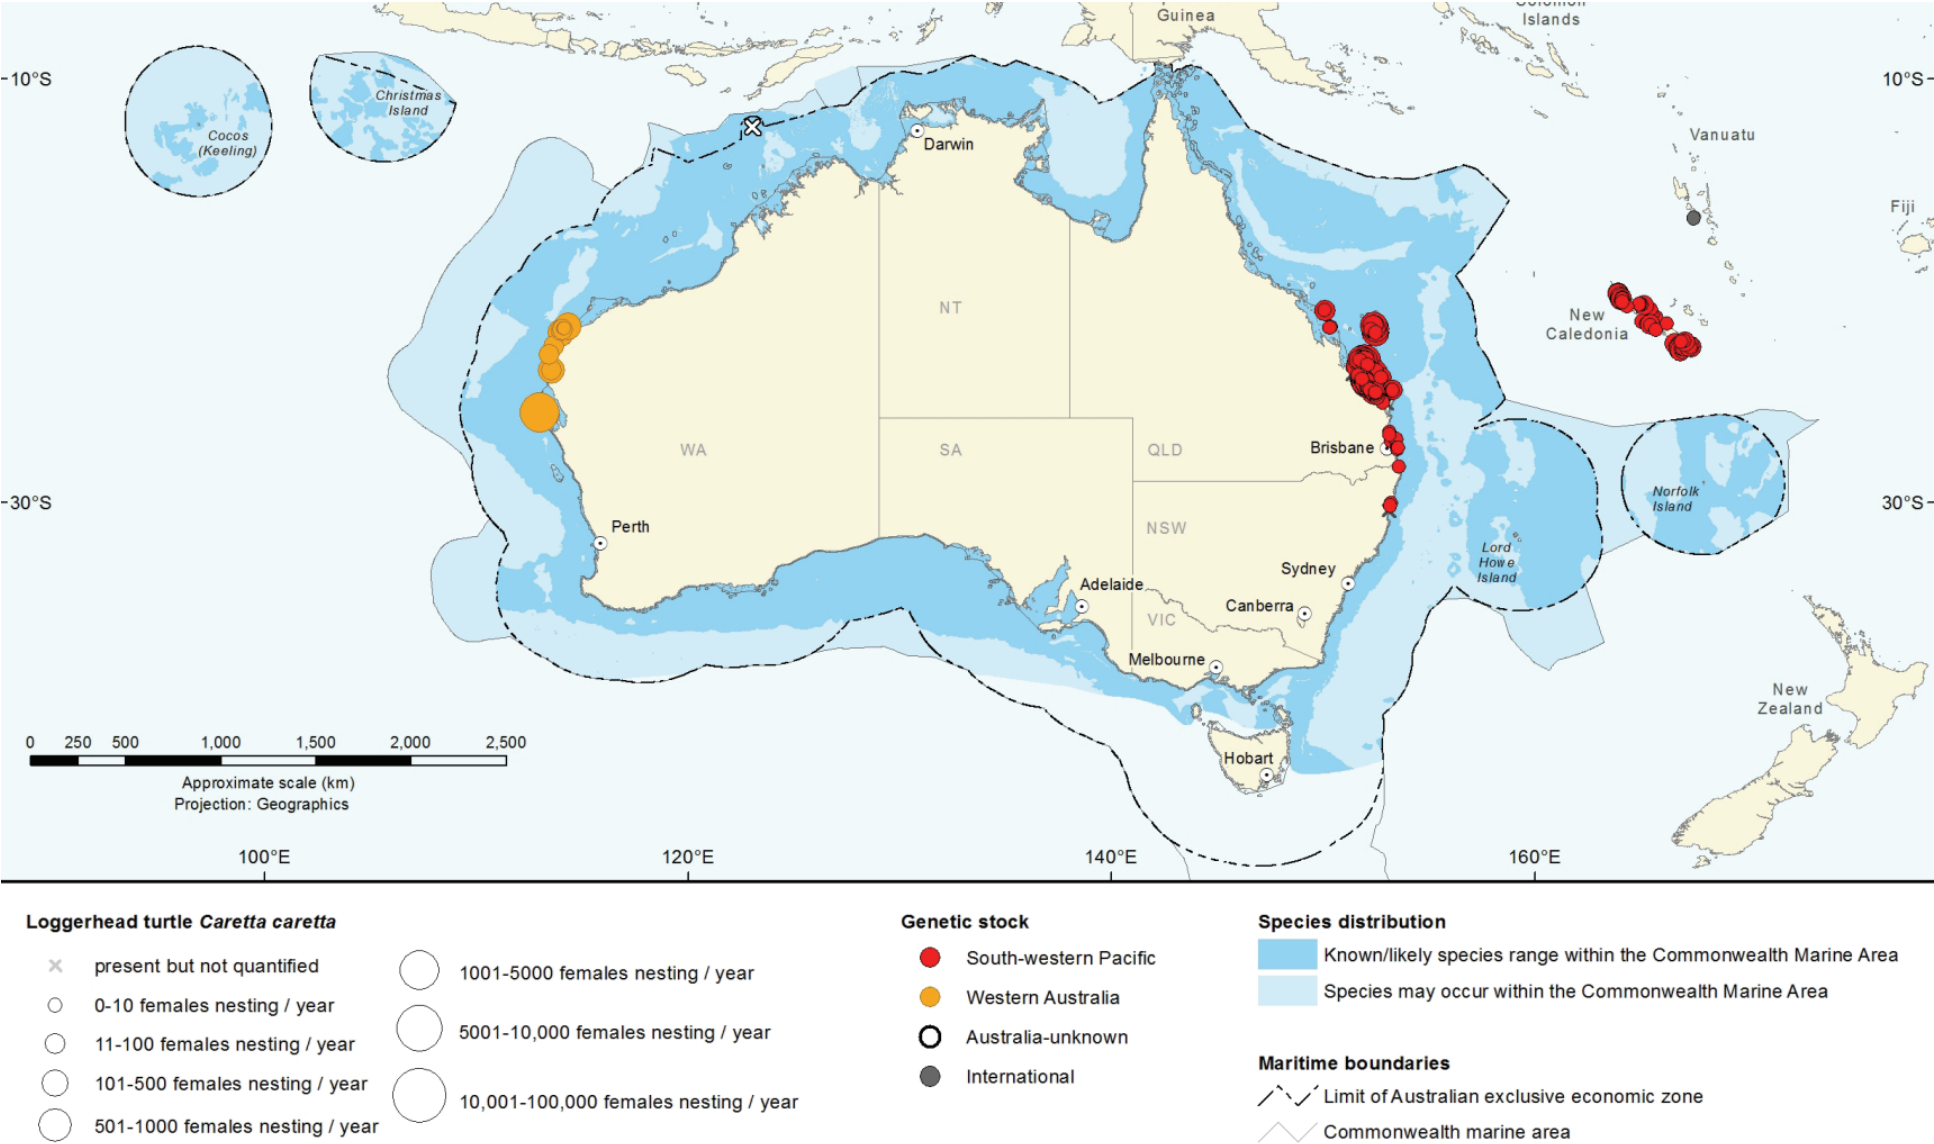 Guinea
Solomon
Islands
10°S
10°S
Christmas
Island
Cocos
(Keeling)
Darwin
Vanuatu
Fiji
NT
New
Caledonia
WA
SA
QLD
Brisbane
30°S
30°S
Norfolk
Island
Perth
NSW
Lord
Howe
Island
Sydney
Adelaide
Canberra
VIC
Melbourne
New
Zealand
Hobart
0 250 500 1,000 1,500 2,000 2,500
Approximate scale (km)
Projection: Geographics
100°E 120°E 140°E 160°E
Loggerhead turtle Caretta caretta
present but not quantified
0-10 females nesting / year
11-100 females nesting / year
101-500 females nesting / year
501-1000 females nesting / year
1001-5000 females nesting / year
5001-10,000 females nesting / year
10,001-100,000 females nesting / year
Genetic stock
South-western Pacific
Western Australia
Australia-unknown
International
Species distribution
Known/likely species range within the Commonwealth Marine Area
Species may occur within the Commonwealth Marine Area
Maritime boundaries
Limit of Australian exclusive economic zone
Commonwealth marine area